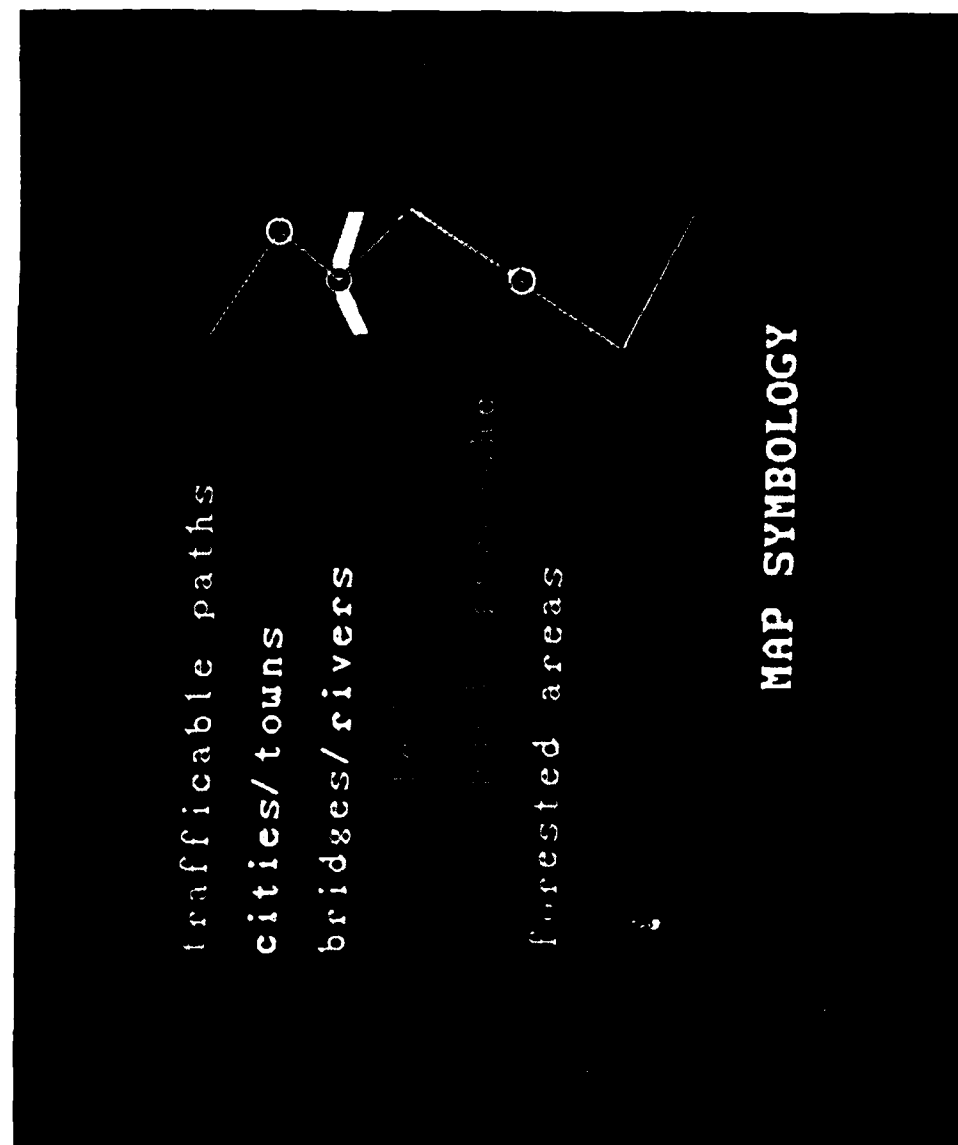 trafficable paths
cities/towns
bridges/rivers
forested areas
MAP SYMBOLOGY